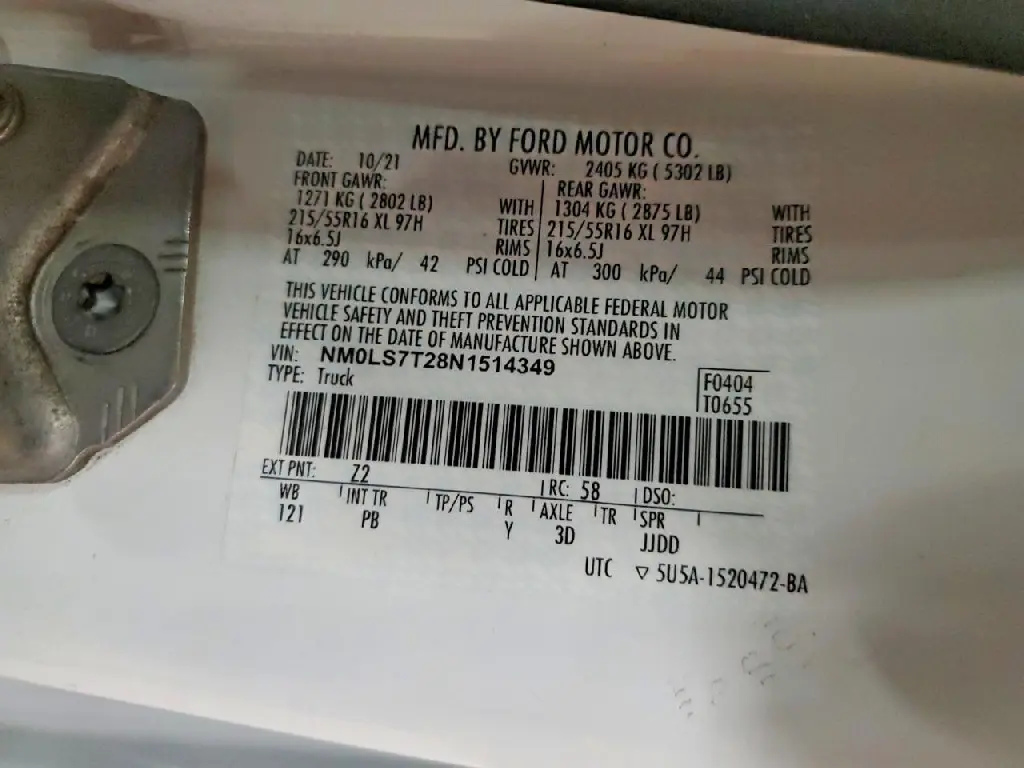 MFD. BY FORD MOTOR CO.
DATE: 10/21 GVWR: 2405 KG ( 5302 LB)
FRONT GAWR: REAR GAWR:
1271 KG ( 2802 LB) WITH 1304 KG ( 2875 LB) WITH
215/55R16 XL 97H TIRES 215/55R16 XL 97H TIRES
16x6.5J RIMS 16x6.5J RIMS
AT 290 kPa/ 42 PSI COLD AT 300 kPa/ 44 PSI COLD
THIS VEHICLE CONFORMS TO ALL APPLICABLE FEDERAL MOTOR
VEHICLE SAFETY AND THEFT PREVENTION STANDARDS IN
EFFECT ON THE DATE OF MANUFACTURE SHOWN ABOVE.
VIN: NM0LS7T28N1514349
TYPE: Truck F0404
T0655
EXT PNT: Z2 RC: 58 DSO:
WB INT TR TP/PS R AXLE TR SPR
121 PB Y 3D JJDD
UTC ▽ 5U5A-1520472-BA